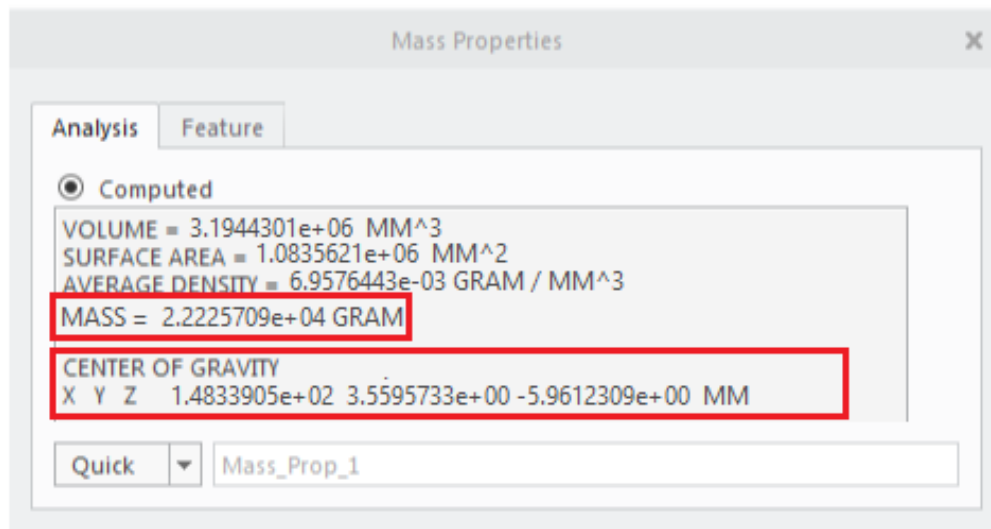 Mass Properties
Analysis Feature
Computed
VOLUME = 3.1944301e+06 MM^3
SURFACE AREA = 1.0835621e+06 MM^2
AVERAGE DENSITY = 6.9576443e-03 GRAM / MM^3
MASS = 2.2225709e+04 GRAM
CENTER OF GRAVITY
X Y Z 1.4833905e+02 3.5595733e+00 -5.9612309e+00 MM
Quick Mass_Prop_1